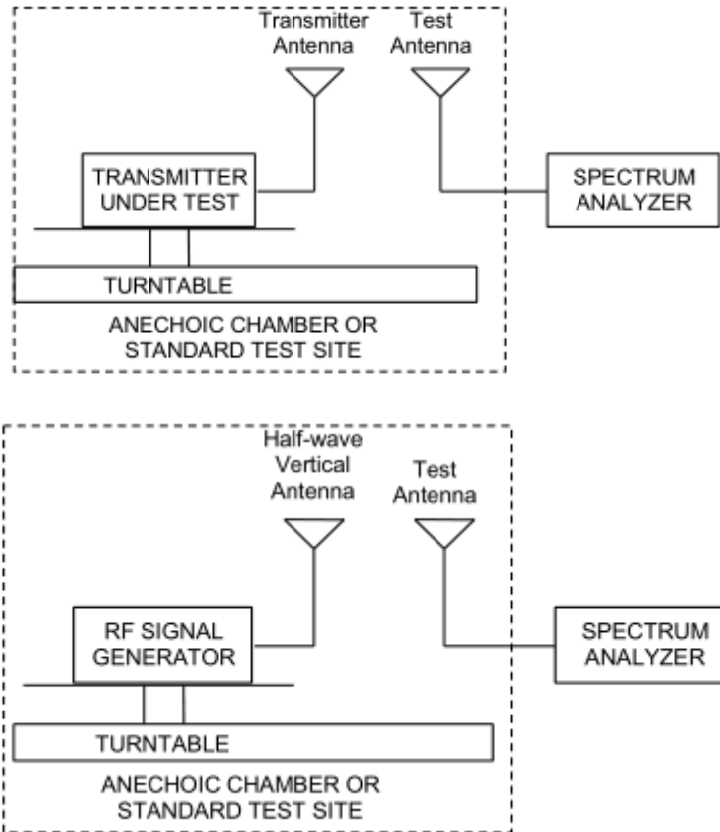 Transmitter
Antenna
Test
Antenna
TRANSMITTER
UNDER TEST
SPECTRUM
ANALYZER
TURNTABLE
ANECHOIC CHAMBER OR
STANDARD TEST SITE
Half-wave
Vertical
Antenna
Test
Antenna
RF SIGNAL
GENERATOR
SPECTRUM
ANALYZER
TURNTABLE
ANECHOIC CHAMBER OR
STANDARD TEST SITE